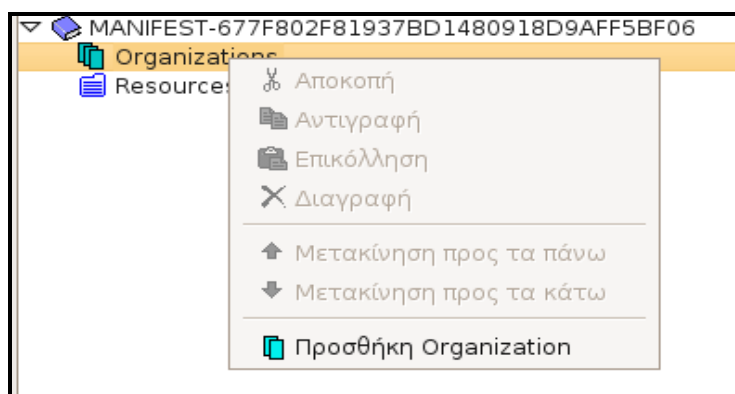 MANIFEST-677F802F81937BD1480918D9AFF5BF06
Organizations
Resources
Αποκοπή
Αντιγραφή
Επικόλληση
Διαγραφή
Μετακίνηση προς τα πάνω
Μετακίνηση προς τα κάτω
Προσθήκη Organization